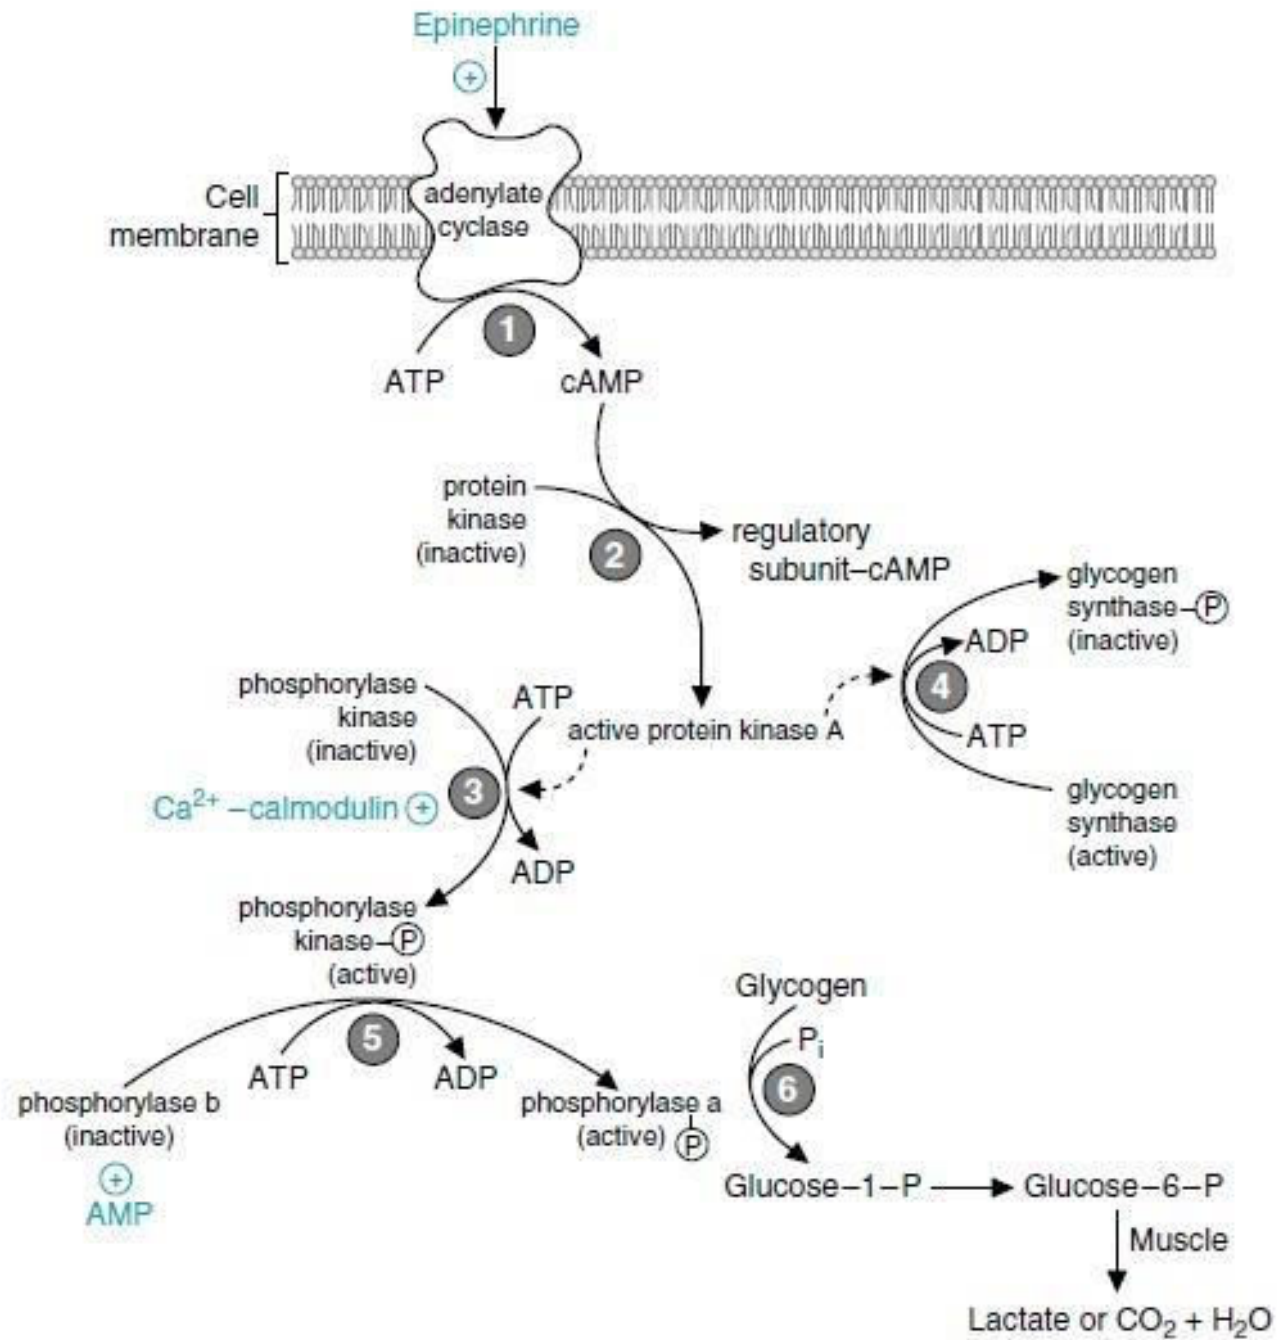 Epinephrine
+
Cell
membrane
adenylate
cyclase
1
ATP
cAMP
protein
kinase
(inactive)
2
regulatory
subunit–cAMP
glycogen
synthase–P
(inactive)
ADP
4
ATP
glycogen
synthase
(active)
phosphorylase
kinase
(inactive)
ATP
active protein kinase A
Ca²⁺ –calmodulin +
3
ADP
phosphorylase
kinase–P
(active)
5
ATP
ADP
phosphorylase b
(inactive)
+
AMP
phosphorylase a
(active) P
Glycogen
Pᵢ
6
Glucose–1–P
Glucose–6–P
Muscle
Lactate or CO₂ + H₂O